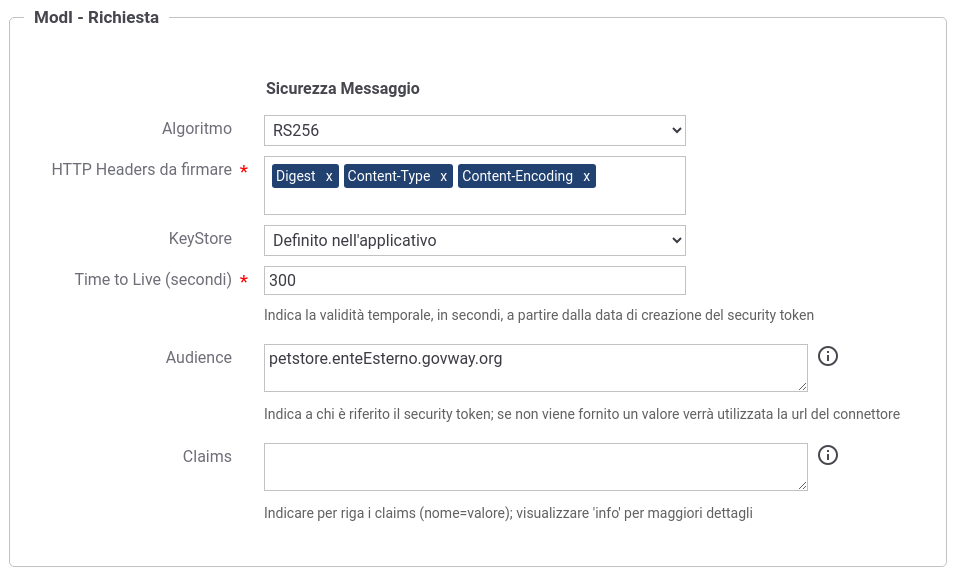 ModI - Richiesta
Sicurezza Messaggio
Algoritmo RS256
HTTP Headers da firmare * Digest x Content-Type x Content-Encoding x
KeyStore Definito nell'applicativo
Time to Live (secondi) * 300
Indica la validità temporale, in secondi, a partire dalla data di creazione del security token
Audience petstore.enteEsterno.govway.org
Indica a chi è riferito il security token; se non viene fornito un valore verrà utilizzata la url del connettore
Claims
Indicare per riga i claims (nome=valore); visualizzare 'info' per maggiori dettagli